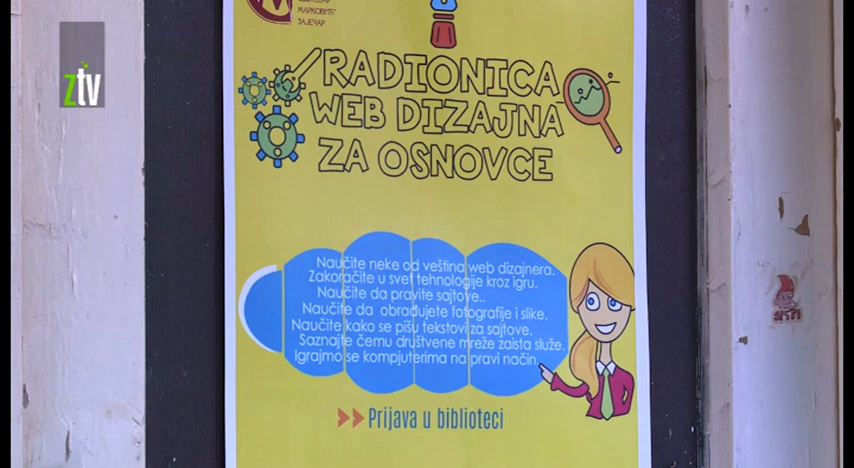 МАРКОВИЋ
ЗАЈЕЧАР
ztv
RADIONICA
WEB DIZAJNA
ZA OSNOVCE
Naučite neke od veština web dizajnera.
Zakoračite u svet tehnologije kroz igru.
Naučite da pravite sajtove..
Naučite da obrađujete fotografije i slike.
Naučite kako se pišu tekstovi za sajtove.
Saznajte čemu društvene mreže zaista služe.
Igrajmo se kompjuterima na pravi način.
Prijava u biblioteci